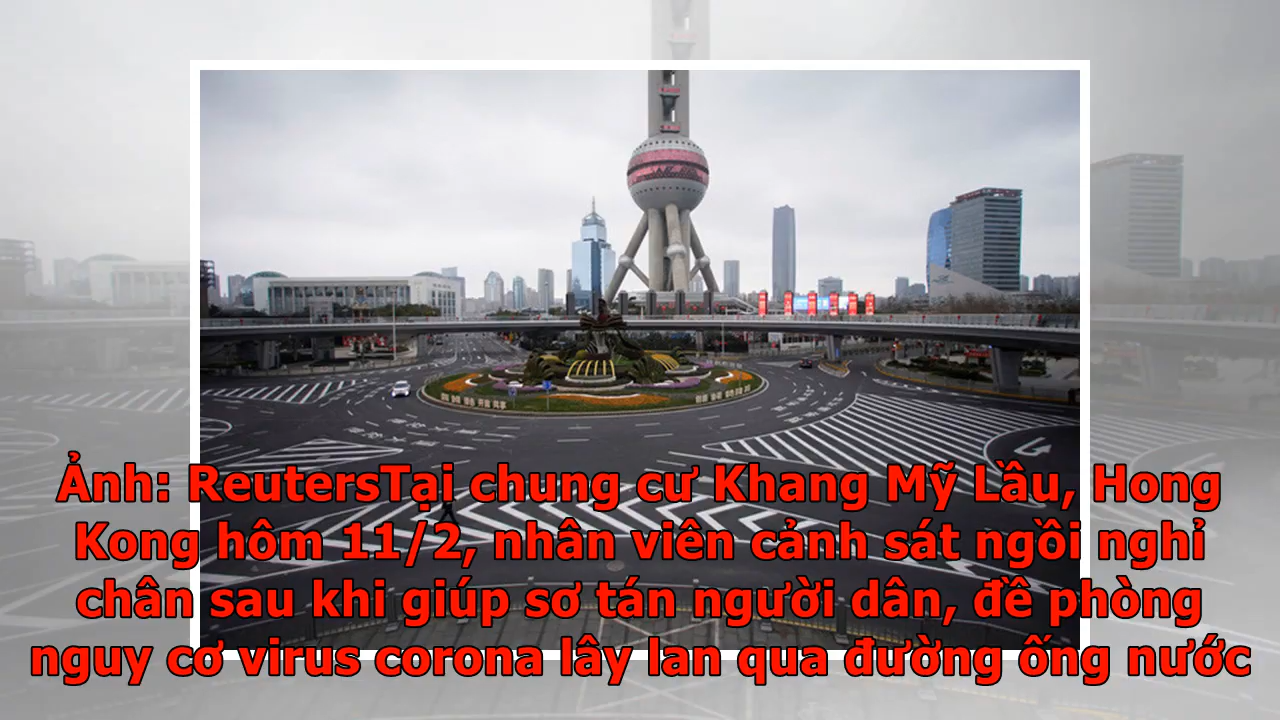 Ảnh: ReutersTại chung cư Khang Mỹ Lầu, Hong
Kong hôm 11/2, nhân viên cảnh sát ngồi nghỉ
chân sau khi giúp sơ tán người dân, đề phòng
nguy cơ virus corona lây lan qua đường ống nước